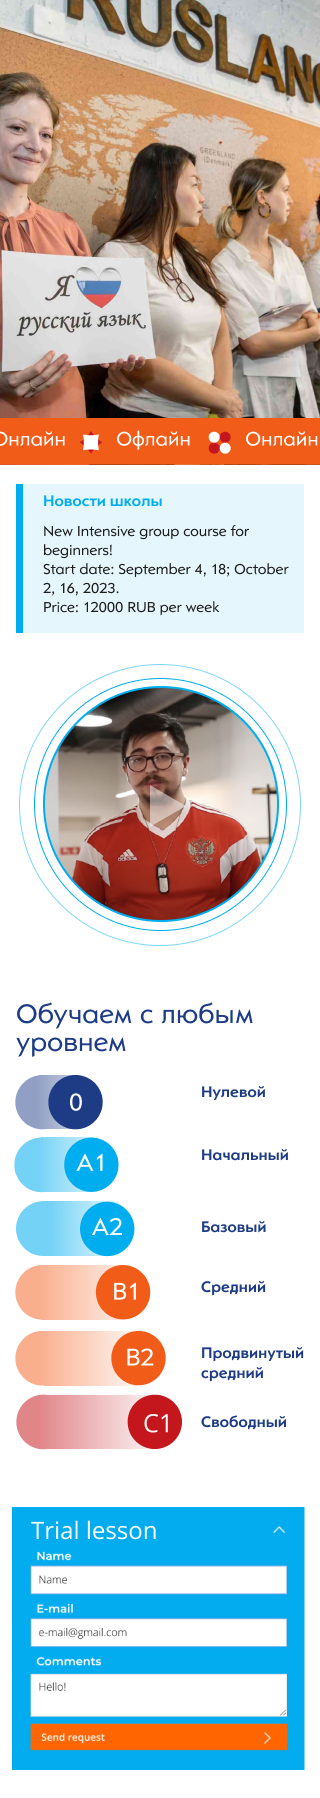 RUSLAN
GREENLAND
(Denmark)
Я
русский язык
Онлайн Офлайн Онлайн
Новости школы
New Intensive group course for
beginners!
Start date: September 4, 18; October
2, 16, 2023.
Price: 12000 RUB per week
adidas
Обучаем с любым
уровнем
0 Нулевой
A1 Начальный
A2 Базовый
B1 Средний
B2 Продвинутый
средний
C1 Свободный
Trial lesson
Name
Name
E-mail
e-mail@gmail.com
Comments
Hello!
Send request